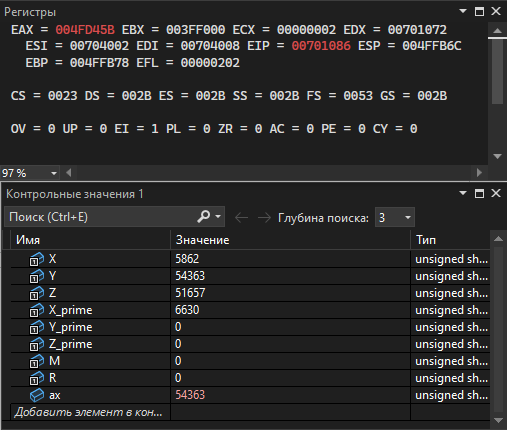 Регистры
EAX = 004FD45B EBX = 003FF000 ECX = 00000002 EDX = 00701072
ESI = 00704002 EDI = 00704008 EIP = 00701086 ESP = 004FFB6C
EBP = 004FFB78 EFL = 00000202
CS = 0023 DS = 002B ES = 002B SS = 002B FS = 0053 GS = 002B
OV = 0 UP = 0 EI = 1 PL = 0 ZR = 0 AC = 0 PE = 0 CY = 0
97 %
Контрольные значения 1
Поиск (Ctrl+E) Глубина поиска: 3
Имя Значение Тип
X 5862 unsigned sh...
Y 54363 unsigned sh...
Z 51657 unsigned sh...
X_prime 6630 unsigned sh...
Y_prime 0 unsigned sh...
Z_prime 0 unsigned sh...
M 0 unsigned sh...
R 0 unsigned sh...
ax 54363 unsigned sh...
Добавить элемент в кон...